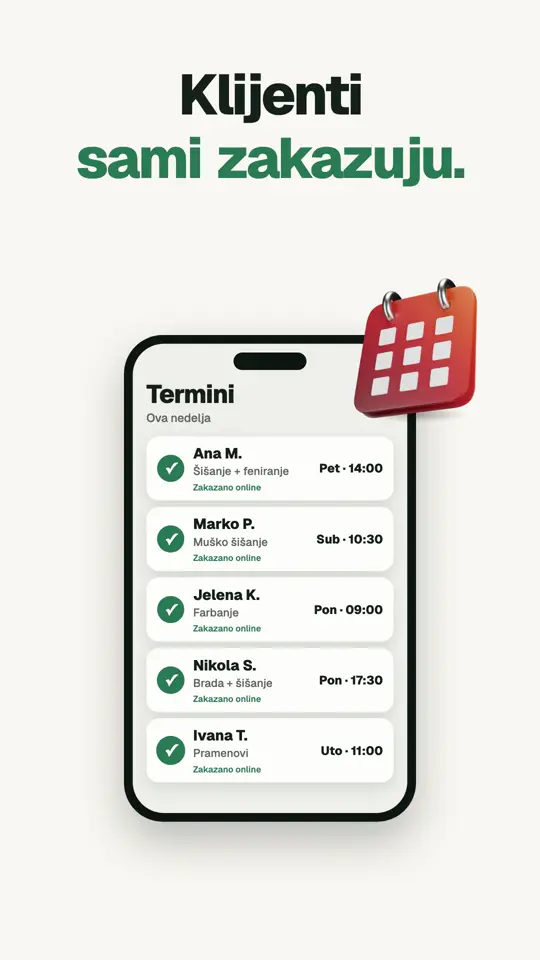 Klijenti
sami zakazuju.
Termini
Ova nedelja
Ana M.
Šišanje + feniranje
Zakazano online
Pet · 14:00
Marko P.
Muško šišanje
Zakazano online
Sub · 10:30
Jelena K.
Farbanje
Zakazano online
Pon · 09:00
Nikola S.
Brada + šišanje
Zakazano online
Pon · 17:30
Ivana T.
Pramenovi
Zakazano online
Uto · 11:00